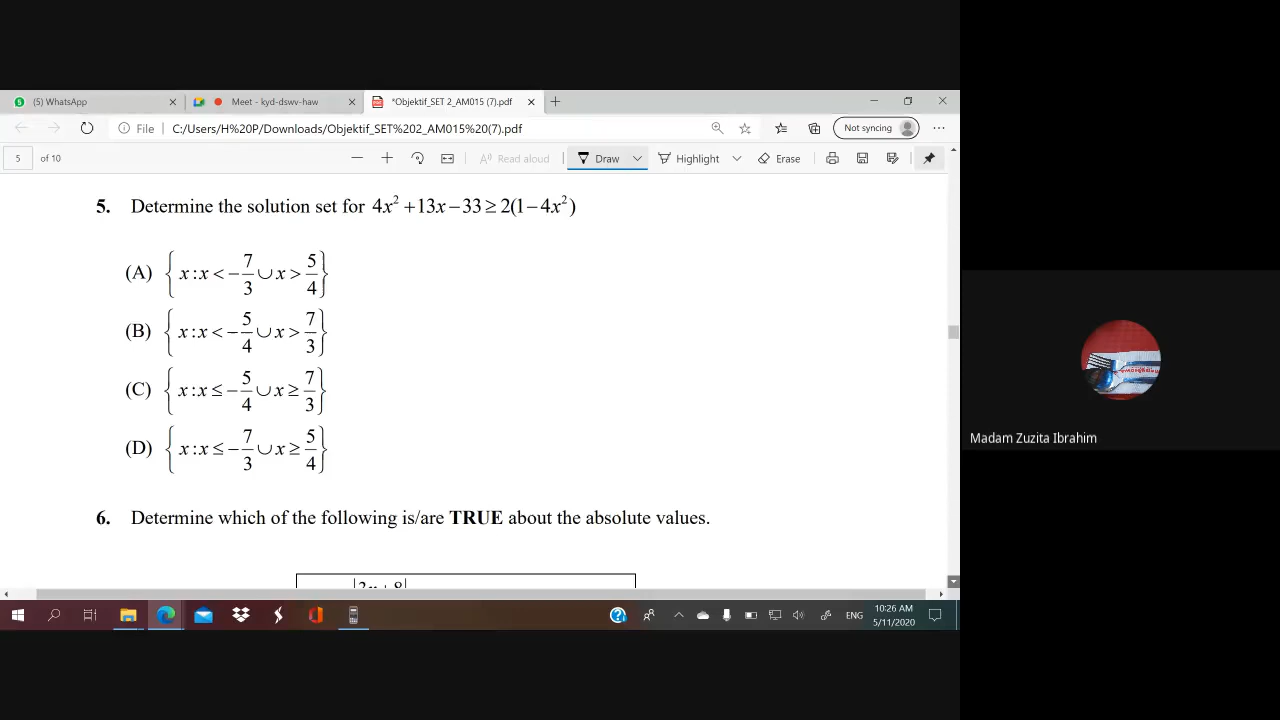 (5) WhatsApp
Meet - kyd-dswv-haw
*Objektif_SET 2_AM015 (7).pdf
File C:/Users/H%20P/Downloads/Objektif_SET%202_AM015%20(7).pdf
Not syncing
5 of 10
Read aloud Draw Highlight Erase
5. Determine the solution set for 4x² +13x − 33 ≥ 2(1 − 4x²)
(A) {x : x < −7/3 ∪ x > 5/4}
(B) {x : x < −5/4 ∪ x > 7/3}
(C) {x : x ≤ −5/4 ∪ x ≥ 7/3}
(D) {x : x ≤ −7/3 ∪ x ≥ 5/4}
6. Determine which of the following is/are TRUE about the absolute values.
Madam Zuzita Ibrahim
ENG
10:26 AM
5/11/2020